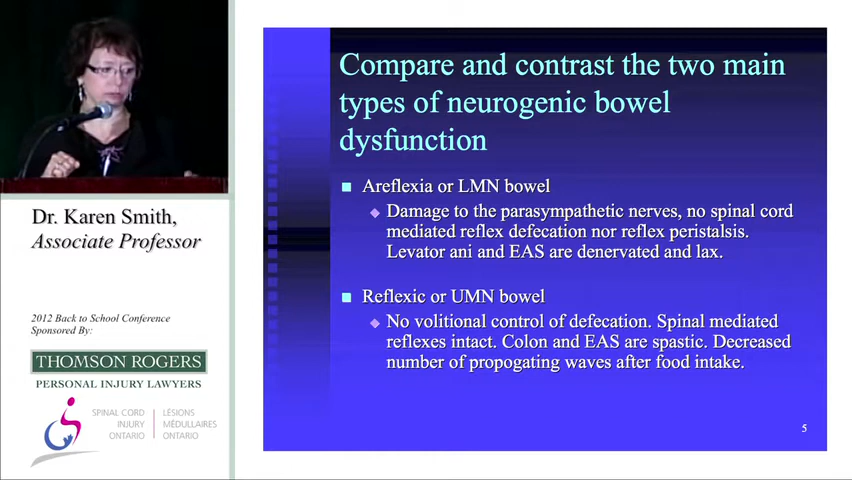 Compare and contrast the two main
types of neurogenic bowel
dysfunction
Areflexia or LMN bowel
Damage to the parasympathetic nerves, no spinal cord
mediated reflex defecation nor reflex peristalsis.
Levator ani and EAS are denervated and lax.
Reflexic or UMN bowel
No volitional control of defecation. Spinal mediated
reflexes intact. Colon and EAS are spastic. Decreased
number of propogating waves after food intake.
5
Dr. Karen Smith,
Associate Professor
2012 Back to School Conference
Sponsored By:
THOMSON ROGERS
PERSONAL INJURY LAWYERS
SPINAL CORD
INJURY
ONTARIO
LÉSIONS
MÉDULLAIRES
ONTARIO